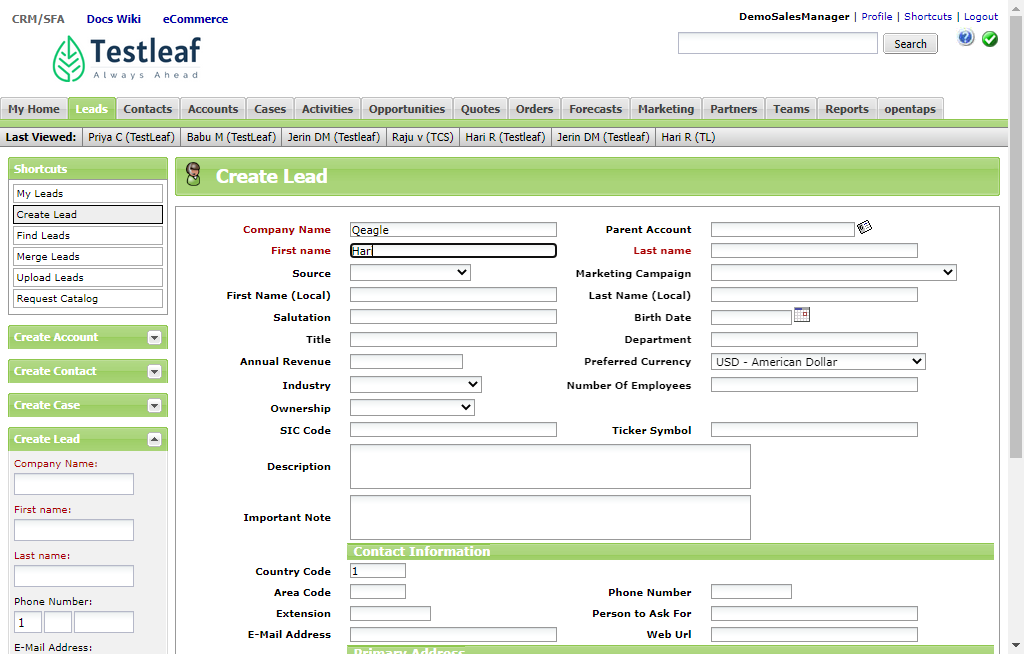 CRM/SFA Docs Wiki eCommerce
DemoSalesManager | Profile | Shortcuts | Logout
Testleaf
Always Ahead
Search
My Home Leads Contacts Accounts Cases Activities Opportunities Quotes Orders Forecasts Marketing Partners Teams Reports opentaps
Last Viewed: Priya C (TestLeaf) Babu M (TestLeaf) Jerin DM (Testleaf) Raju v (TCS) Hari R (Testleaf) Jerin DM (Testleaf) Hari R (TL)
Shortcuts
My Leads
Create Lead
Find Leads
Merge Leads
Upload Leads
Request Catalog
Create Account
Create Contact
Create Case
Create Lead
Company Name:
First name:
Last name:
Phone Number:
1
E-Mail Address:
Create Lead
Company Name Qeagle Parent Account
First name Hari Last name
Source Marketing Campaign
First Name (Local) Last Name (Local)
Salutation Birth Date
Title Department
Annual Revenue Preferred Currency USD - American Dollar
Industry Number Of Employees
Ownership
SIC Code Ticker Symbol
Description
Important Note
Contact Information
Country Code 1
Area Code Phone Number
Extension Person to Ask For
E-Mail Address Web Url
Primary Address